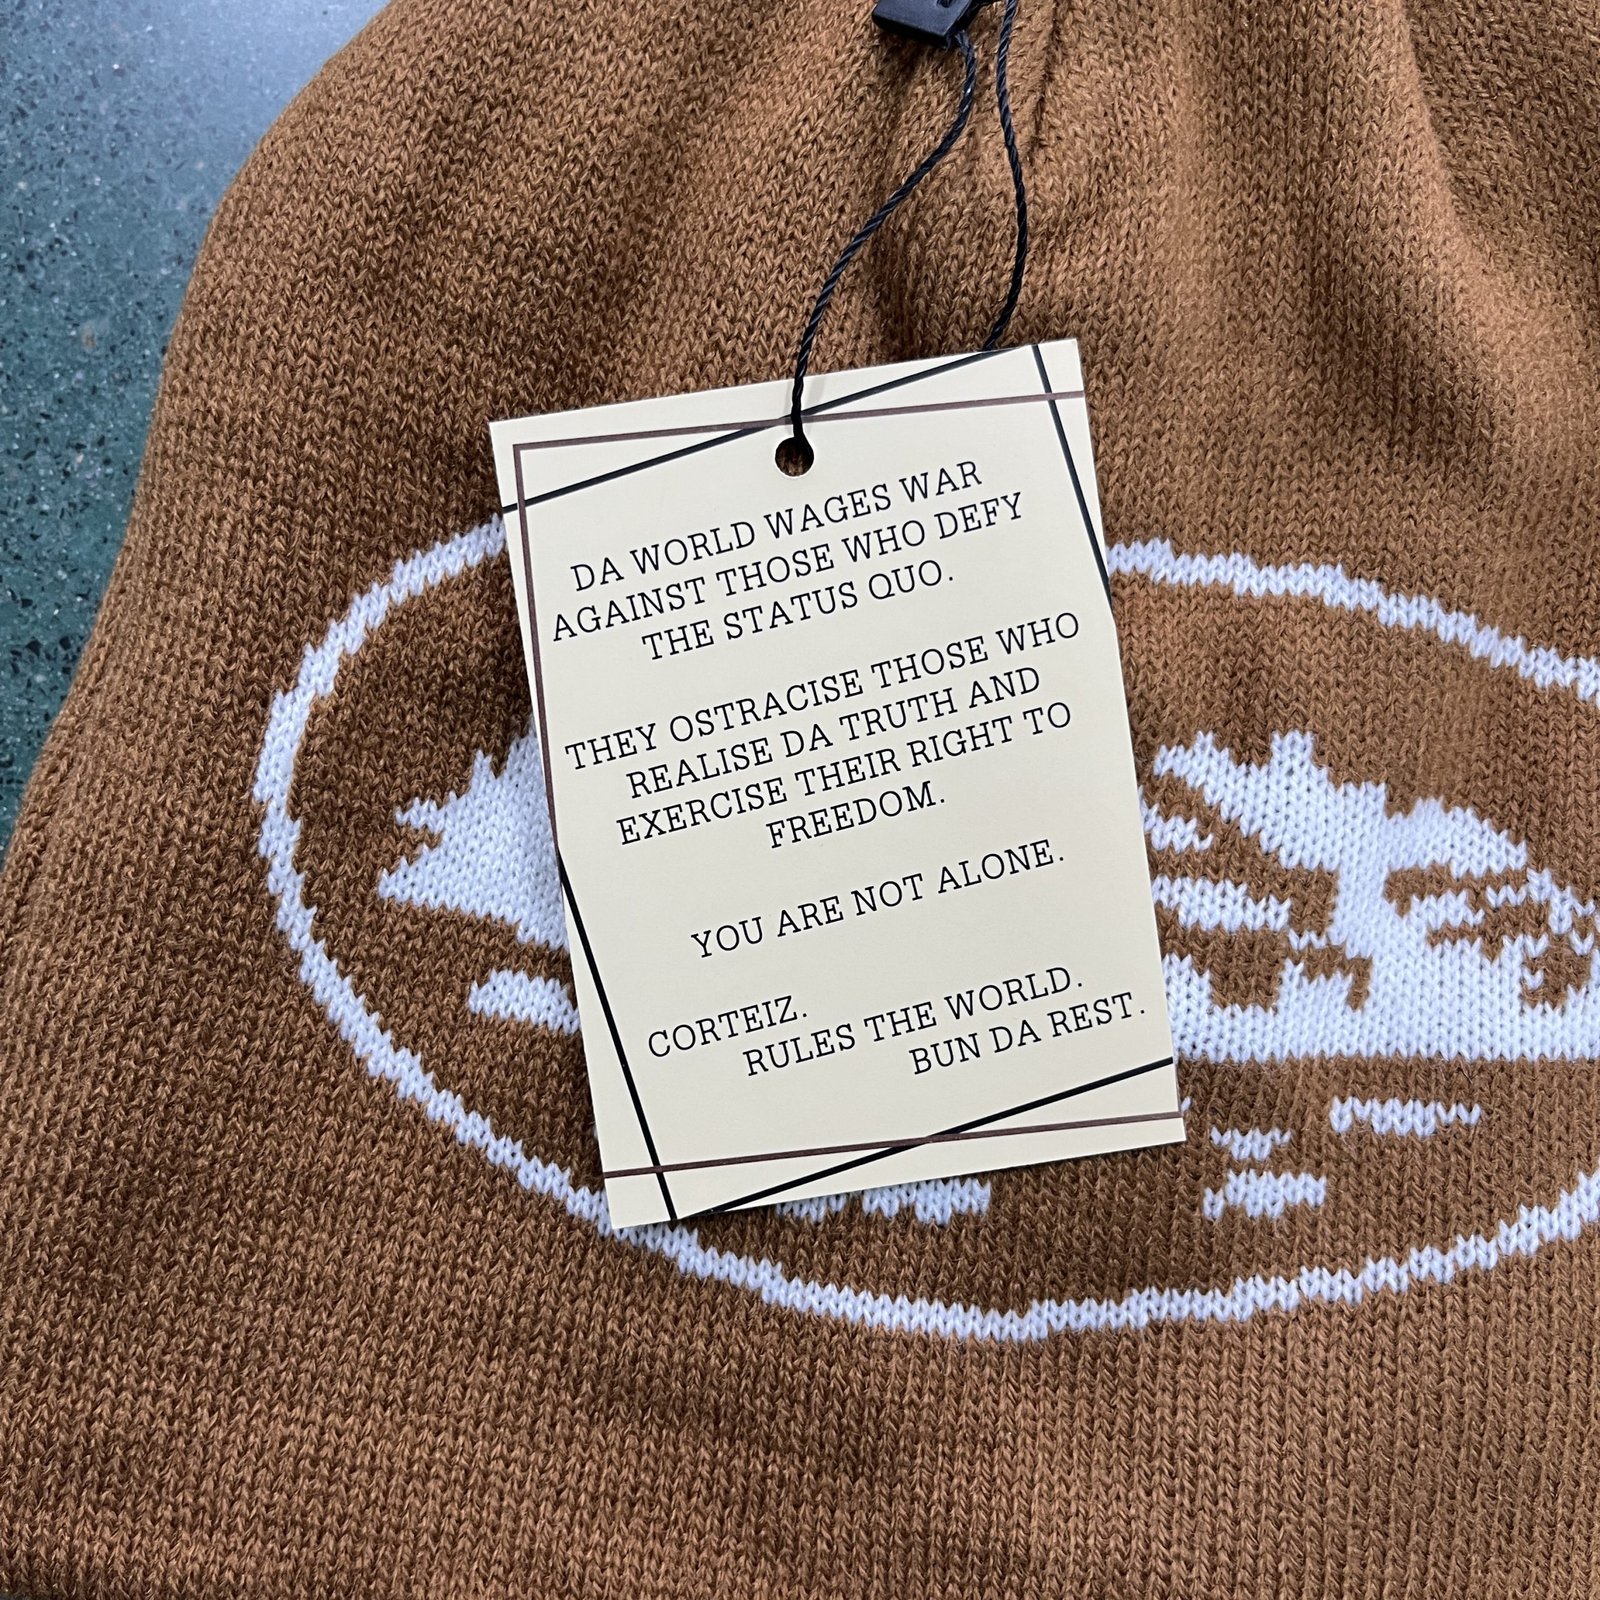 DA WORLD WAGES WAR
AGAINST THOSE WHO DEFY
THE STATUS QUO.
THEY OSTRACISE THOSE WHO
REALISE DA TRUTH AND
EXERCISE THEIR RIGHT TO
FREEDOM.
YOU ARE NOT ALONE.
CORTEIZ.
RULES THE WORLD.
BUN DA REST.